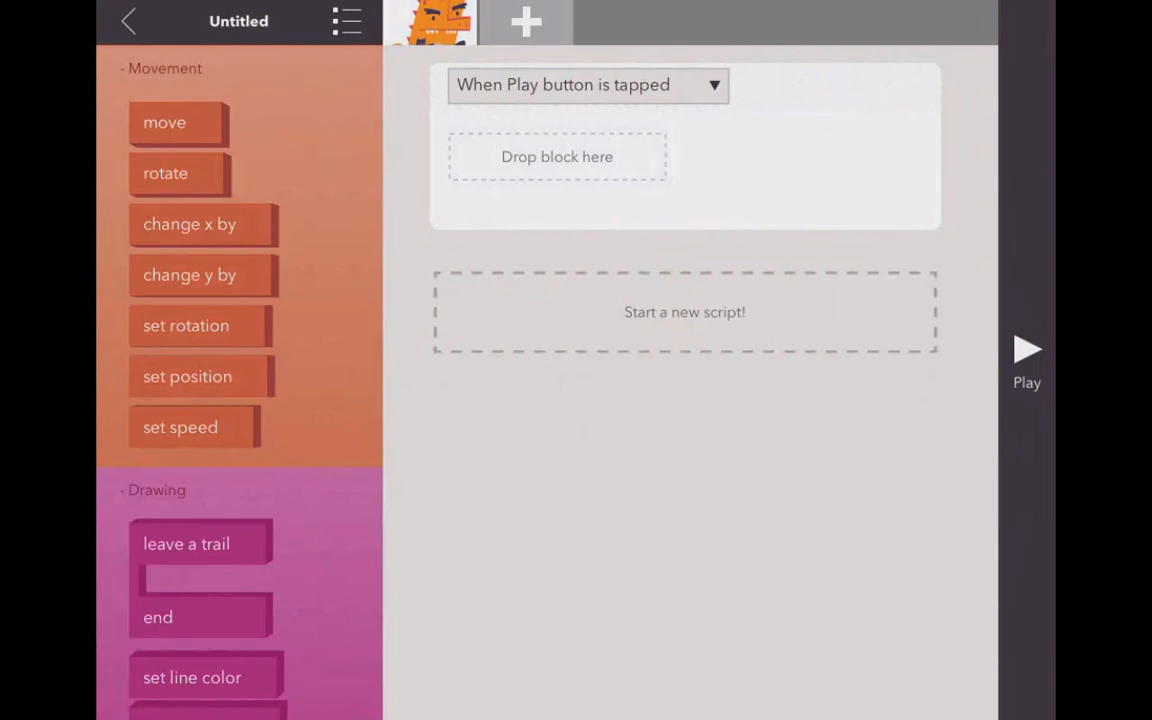 Untitled
- Movement
move
rotate
change x by
change y by
set rotation
set position
set speed
- Drawing
leave a trail
end
set line color
When Play button is tapped
Drop block here
Start a new script!
Play